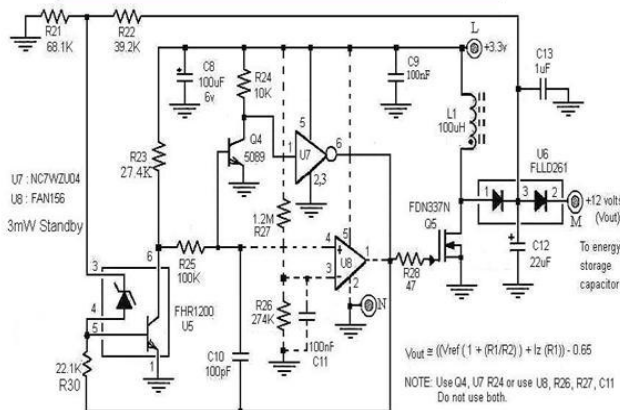 R21
68.1K
R22
39.2K
C8
100uF
6v
R24
10K
C9
100nF
L
+3.3v
C13
1uF
L1
100uH
U6
FLLD261
1
3
2
+12 volts
(Vout)
M
To energy
storage
capacitor
C12
22uF
FDN337N
Q5
R23
27.4K
Q4
5089
5
1
U7
6
2,3
U7 : NC7WZU04
U8 : FAN156
3mW Standby
1.2M
R27
R25
100K
4
5
+
U8
1
3
-
2
R28
47
N
3
6
4
5
1
FHR1200
U5
R26
274K
100nF
C11
C10
100pF
22.1K
R30
Vout ≅ ((Vref ( 1 + (R1/R2) ) + Iz (R1)) - 0.65
NOTE: Use Q4, U7 R24 or use U8, R26, R27, C11
Do not use both.